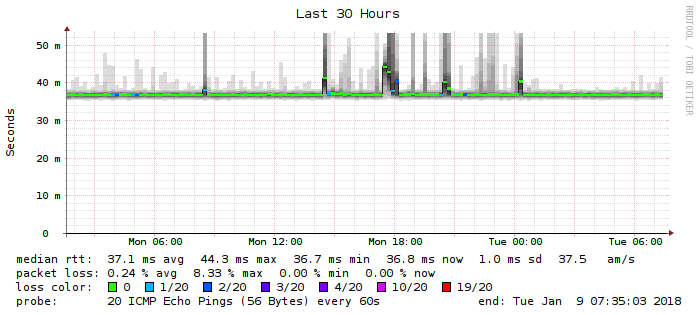 Last 30 Hours
RRDTOOL / TOBI OETIKER
Seconds
50 m
40 m
30 m
20 m
10 m
0
Mon 06:00 Mon 12:00 Mon 18:00 Tue 00:00 Tue 06:00
median rtt: 37.1 ms avg 44.3 ms max 36.7 ms min 36.8 ms now 1.0 ms sd 37.5 am/s
packet loss: 0.24 % avg 8.33 % max 0.00 % min 0.00 % now
loss color: 0 1/20 2/20 3/20 4/20 10/20 19/20
probe: 20 ICMP Echo Pings (56 Bytes) every 60s end: Tue Jan 9 07:35:03 2018